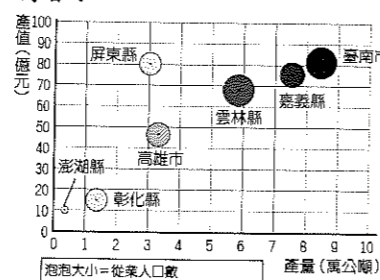 產值(億元)
100
90
80
70
60
50
40
30
20
10
0
屏東縣
臺南市
雲林縣
嘉義縣
高雄市
澎湖縣
彰化縣
0 1 2 3 4 5 6 7 8 9 10
產量(萬公噸)
泡泡大小=從業人口數